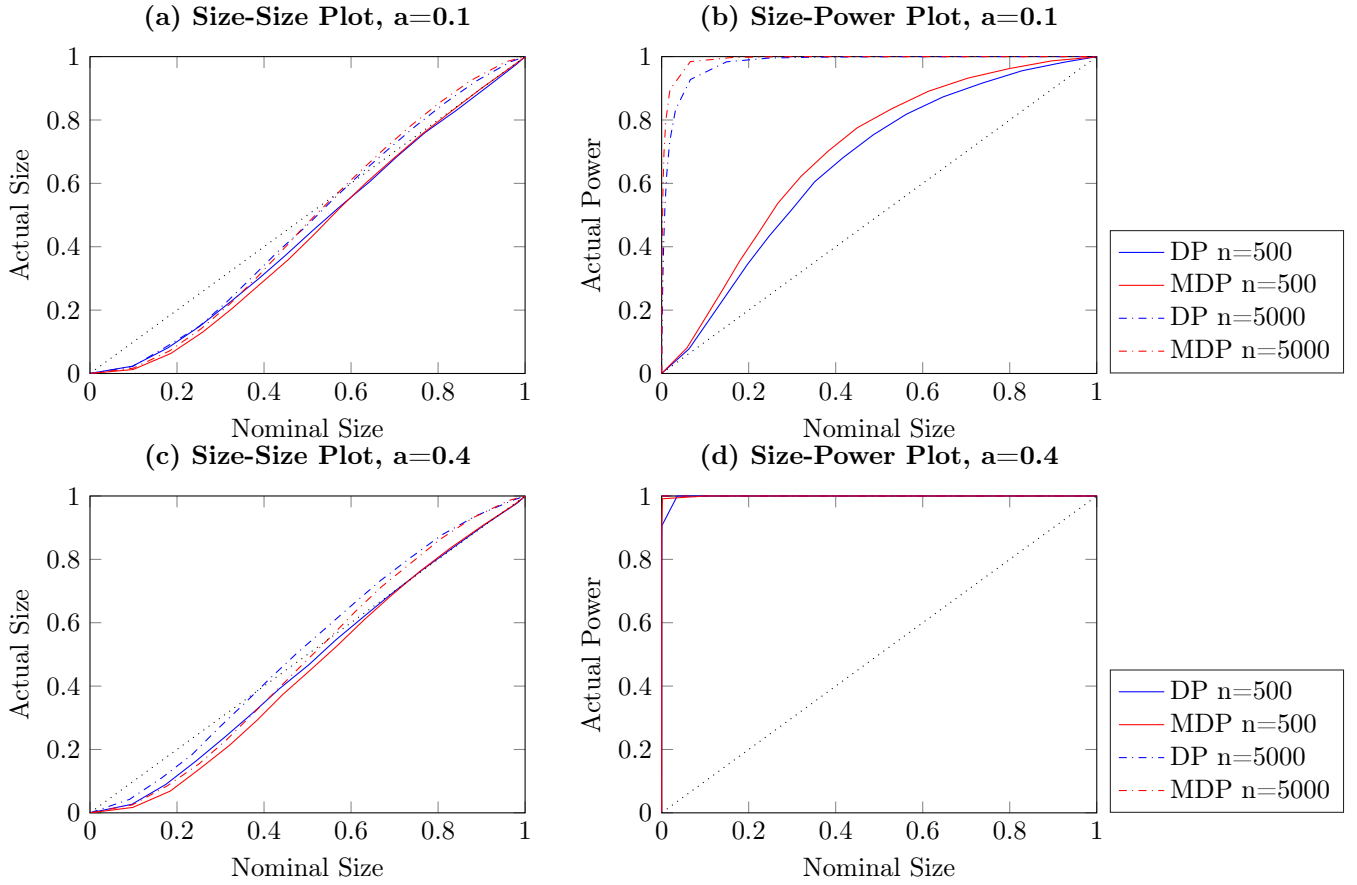 (a) Size-Size Plot, a=0.1
1
0.8
0.6
0.4
0.2
0
Actual Size
0 0.2 0.4 0.6 0.8 1
Nominal Size
(b) Size-Power Plot, a=0.1
1
0.8
0.6
0.4
0.2
0
Actual Power
0 0.2 0.4 0.6 0.8 1
Nominal Size
DP n=500
MDP n=500
DP n=5000
MDP n=5000
(c) Size-Size Plot, a=0.4
1
0.8
0.6
0.4
0.2
0
Actual Size
0 0.2 0.4 0.6 0.8 1
Nominal Size
(d) Size-Power Plot, a=0.4
1
0.8
0.6
0.4
0.2
0
Actual Power
0 0.2 0.4 0.6 0.8 1
Nominal Size
DP n=500
MDP n=500
DP n=5000
MDP n=5000